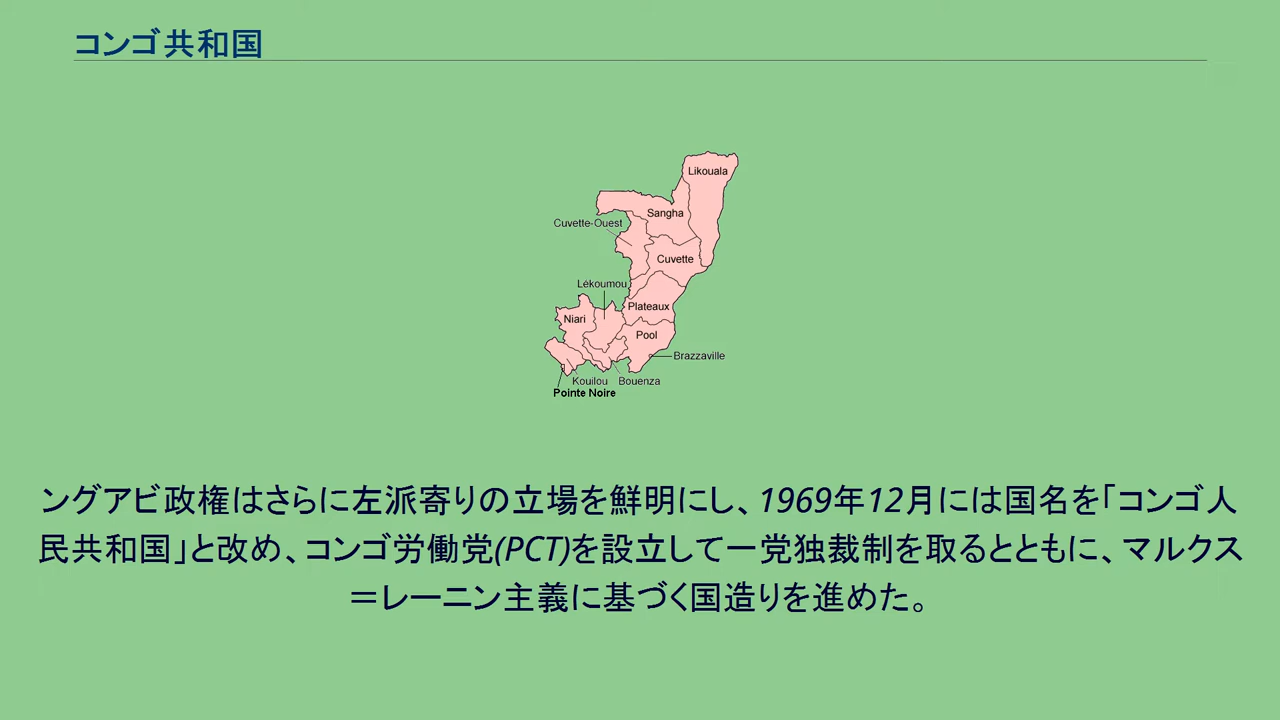 コンゴ共和国
Likouala
Sangha
Cuvette-Ouest
Cuvette
Lékoumou
Plateaux
Niari
Pool
Brazzaville
Kouilou
Bouenza
Pointe Noire
ングアビ政権はさらに左派寄りの立場を鮮明にし、1969年12月には国名を「コンゴ人
民共和国」と改め、コンゴ労働党(PCT)を設立して一党独裁制を取るとともに、マルクス
＝レーニン主義に基づく国造りを進めた。